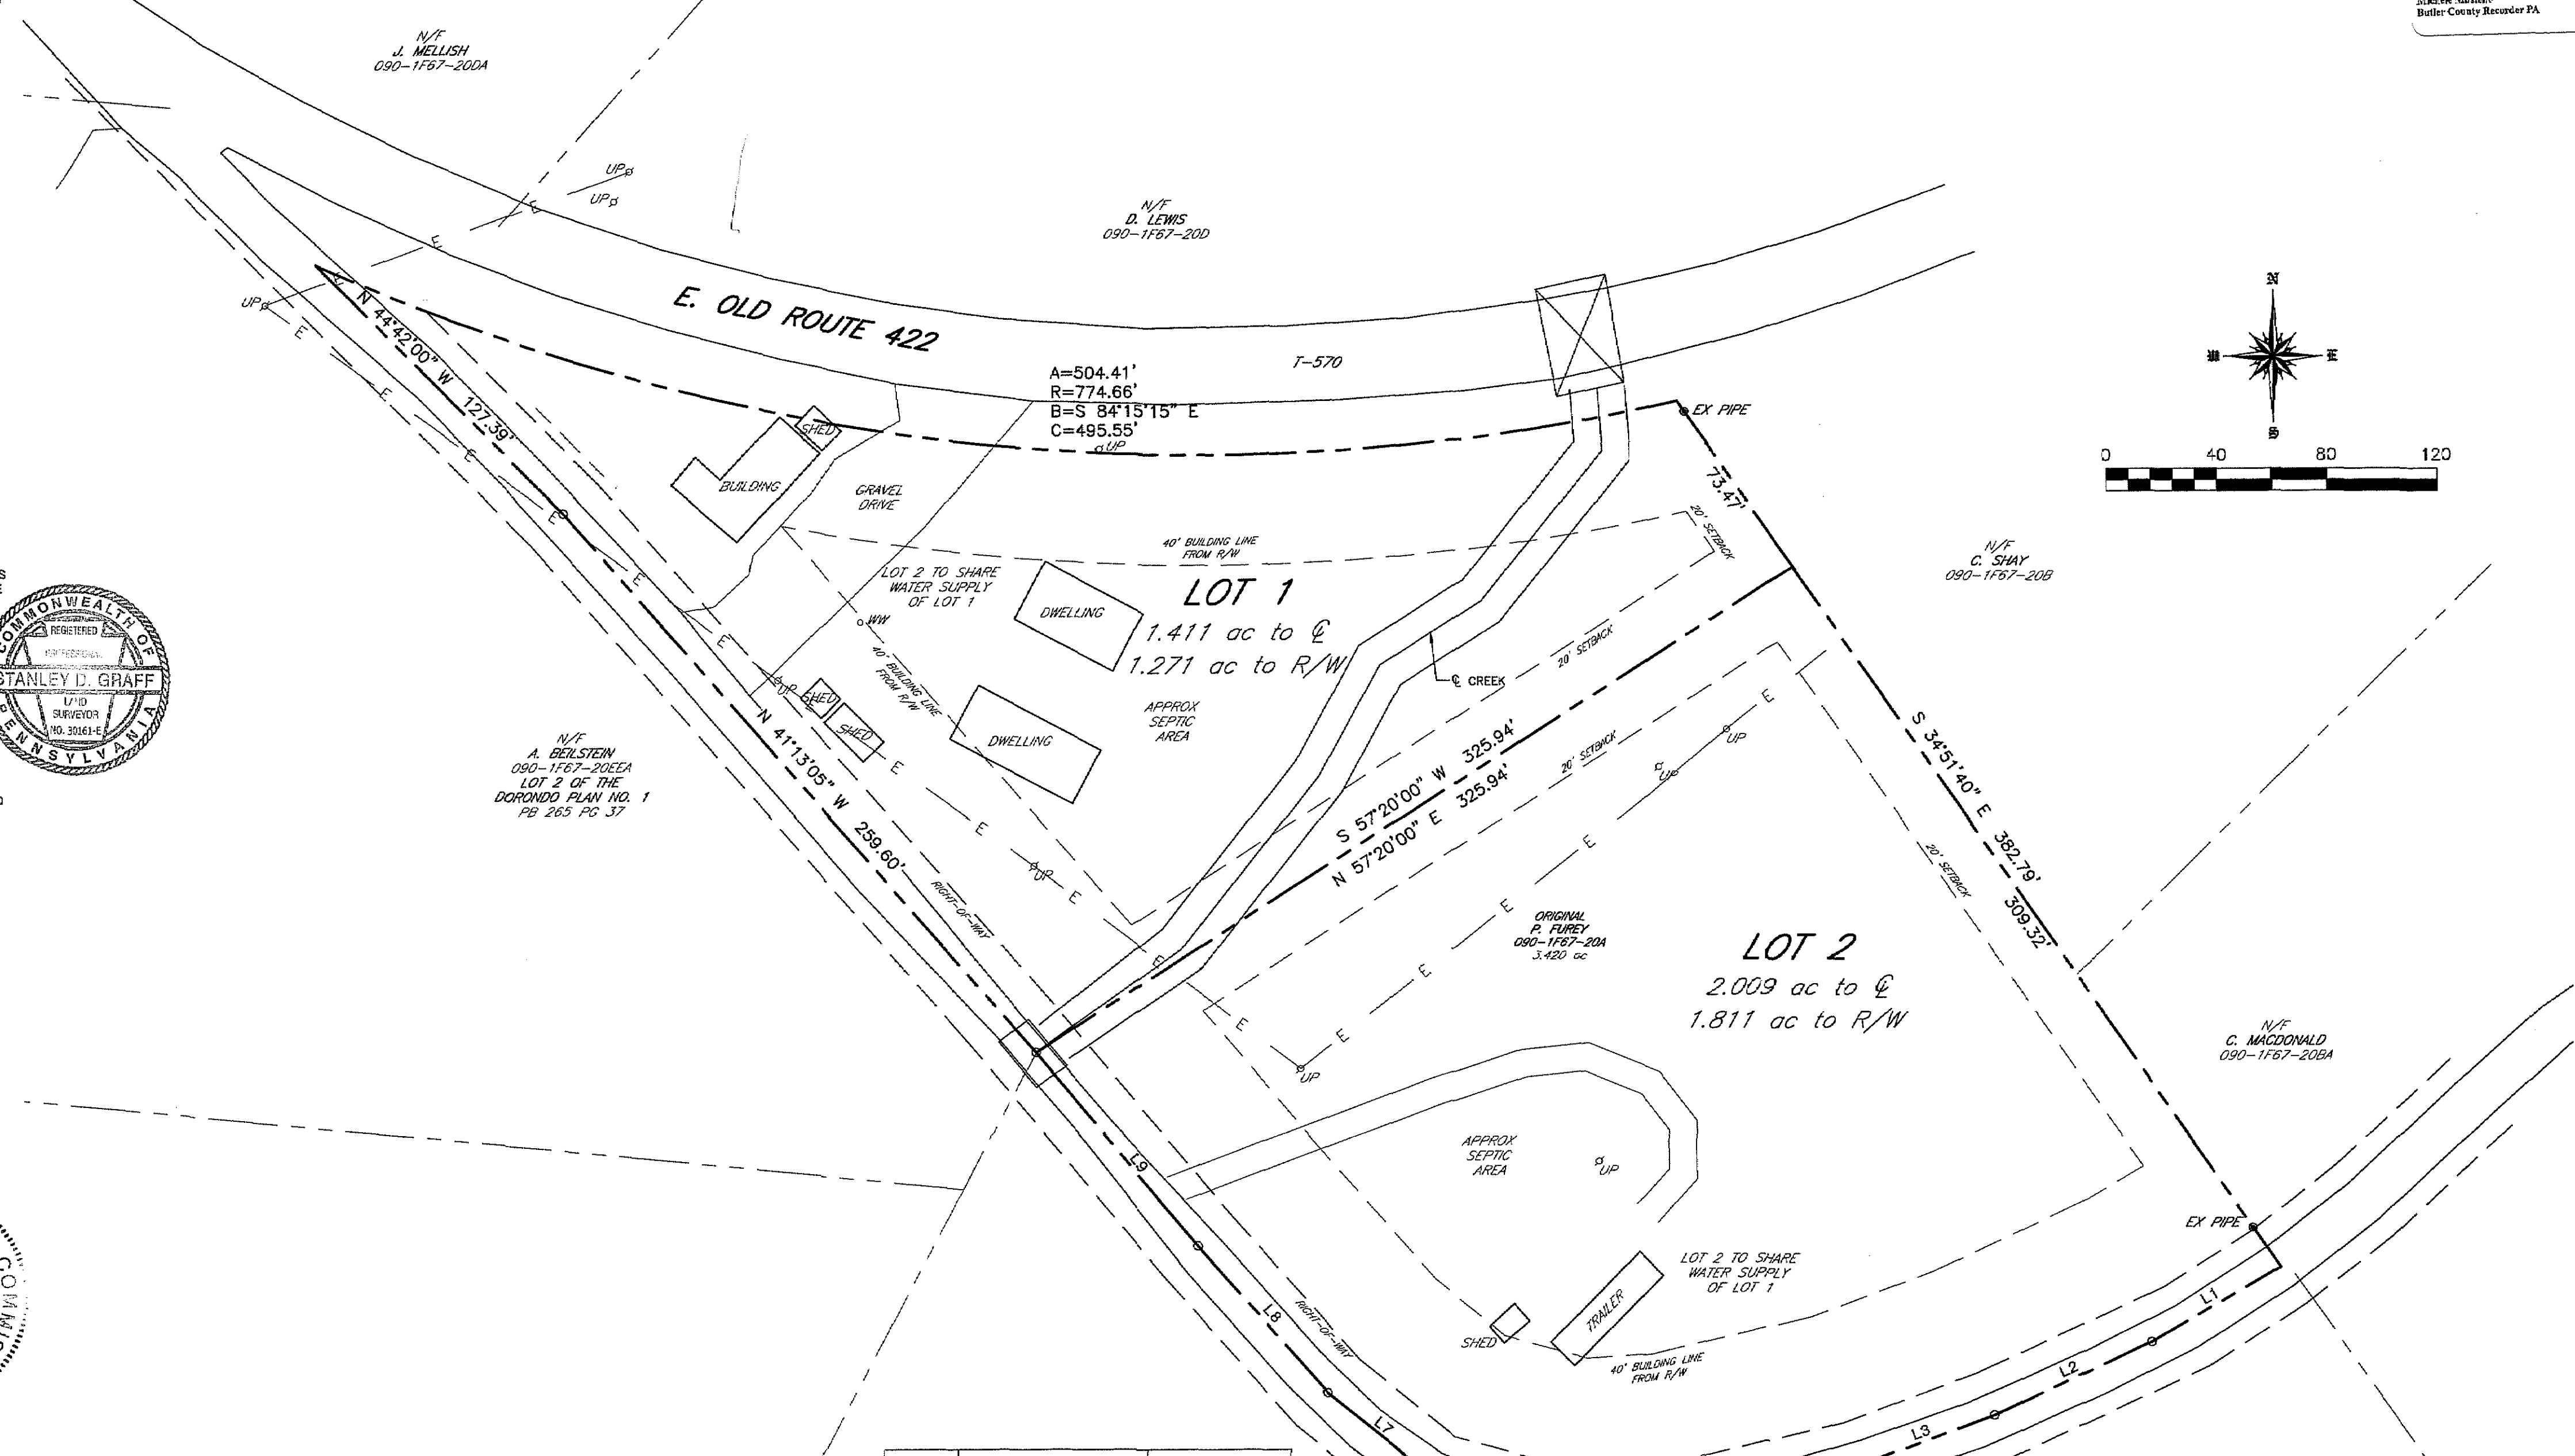 Butler County Recorder PA
N/F
J. MELLISH
090-1F67-20DA
UP
UP
N/F
D. LEWIS
090-1F67-20D
E
E
UP
E. OLD ROUTE 422
T-570
A=504.41'
R=774.66'
B=S 84°15'15" E
C=495.55'
UP
EX PIPE
N
W
E
S
0 40 80 120
N 44°42'00" W 127.39'
E
E
E
E
E
E
SHED
BUILDING
GRAVEL
DRIVE
73.47'
20' SETBACK
40' BUILDING LINE
FROM R/W
N/F
C. SHAY
090-1F67-20B
LOT 2 TO SHARE
WATER SUPPLY
OF LOT 1
WW
DWELLING
LOT 1
1.411 ac to ℄
1.271 ac to R/W
40' BUILDING LINE
FROM R/W
20' SETBACK
℄ CREEK
COMMONWEALTH OF
REGISTERED
PROFESSIONAL
STANLEY D. GRAFF
LAND
SURVEYOR
NO. 30161-E
PENNSYLVANIA
UP
SHED
SHED
DWELLING
APPROX
SEPTIC
AREA
N/F
A. BEILSTEIN
090-1F67-20EEA
LOT 2 OF THE
DORONDO PLAN NO. 1
PB 265 PG 37
N 41°13'05" W 259.60'
RIGHT-OF-WAY
E
E
UP
E
E
S 57°20'00" W 325.94'
N 57°20'00" E 325.94'
20' SETBACK
E
UP
UP
E
E
E
E
E
UP
S 34°51'40" E 382.79'
309.32'
20' SETBACK
ORIGINAL
P. FUREY
090-1F67-20A
3.420 ac
LOT 2
2.009 ac to ℄
1.811 ac to R/W
N/F
C. MACDONALD
090-1F67-20BA
APPROX
SEPTIC
AREA
UP
EX PIPE
LOT 2 TO SHARE
WATER SUPPLY
OF LOT 1
TRAILER
SHED
40' BUILDING LINE
FROM R/W
RIGHT-OF-WAY
L9
L8
L7
L1
L2
L3